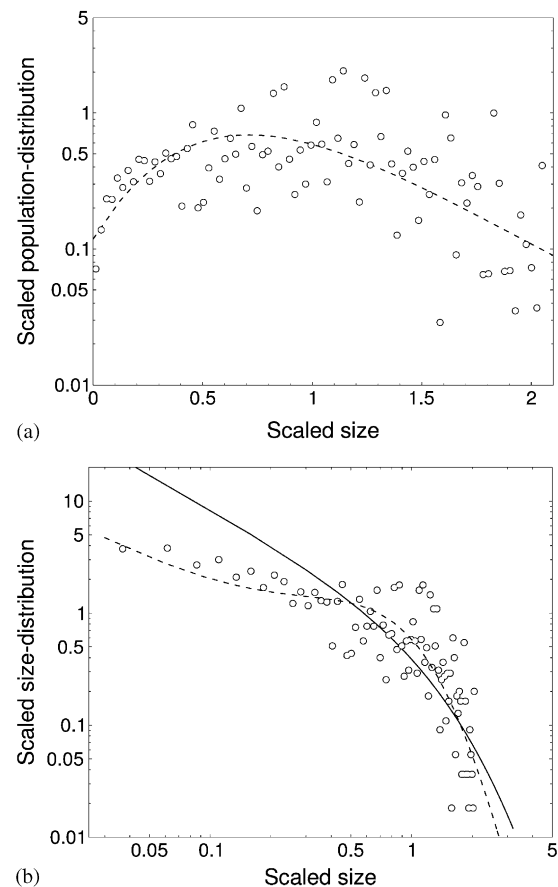 5
1
0.5
0.1
0.05
0.01
Scaled population-distribution
0 0.5 1 1.5 2
(a) Scaled size
10
5
1
0.5
0.1
0.05
0.01
Scaled size-distribution
0.05 0.1 0.5 1 5
(b) Scaled size